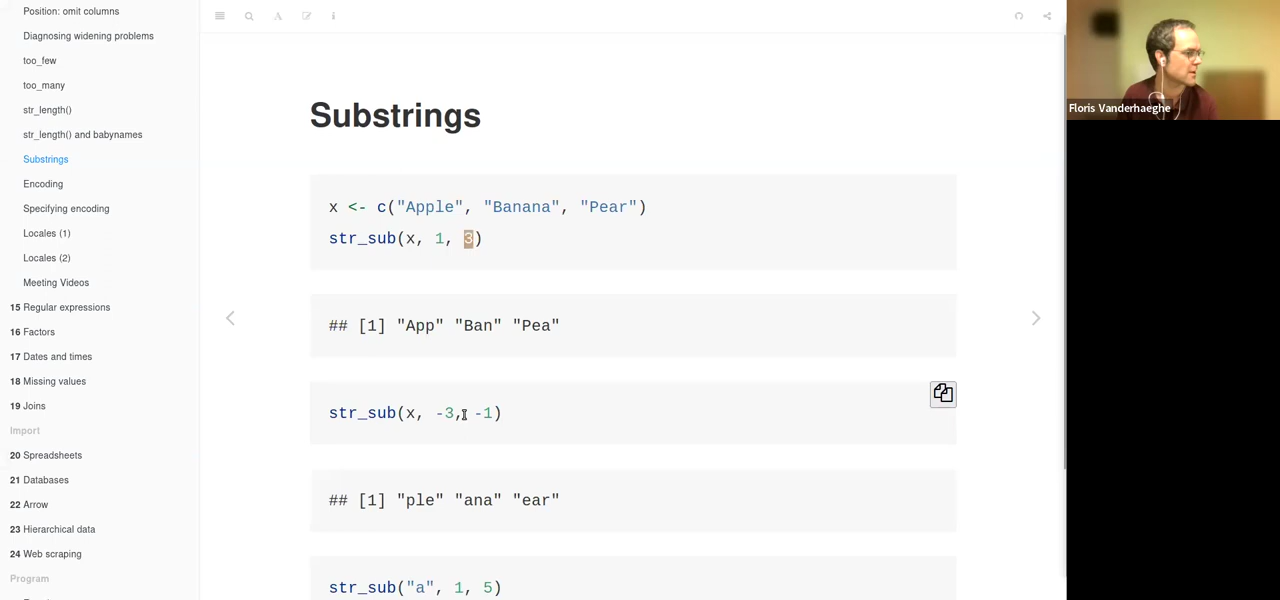 Position: omit columns
Diagnosing widening problems
too_few
too_many
str_length()
str_length() and babynames
Substrings
Encoding
Specifying encoding
Locales (1)
Locales (2)
Meeting Videos
15 Regular expressions
16 Factors
17 Dates and times
18 Missing values
19 Joins
Import
20 Spreadsheets
21 Databases
22 Arrow
23 Hierarchical data
24 Web scraping
Program
Substrings
x <- c("Apple", "Banana", "Pear")
str_sub(x, 1, 3)
## [1] "App" "Ban" "Pea"
str_sub(x, -3, -1)
## [1] "ple" "ana" "ear"
str_sub("a", 1, 5)
Floris Vanderhaeghe